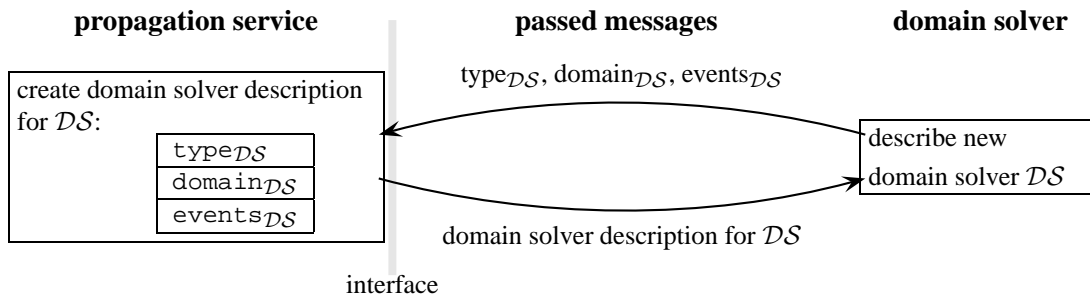 propagation service
passed messages
domain solver
type𝒟𝒮, domain𝒟𝒮, events𝒟𝒮
create domain solver description
for 𝒟𝒮:
type𝒟𝒮
domain𝒟𝒮
events𝒟𝒮
describe new
domain solver 𝒟𝒮
domain solver description for 𝒟𝒮
interface